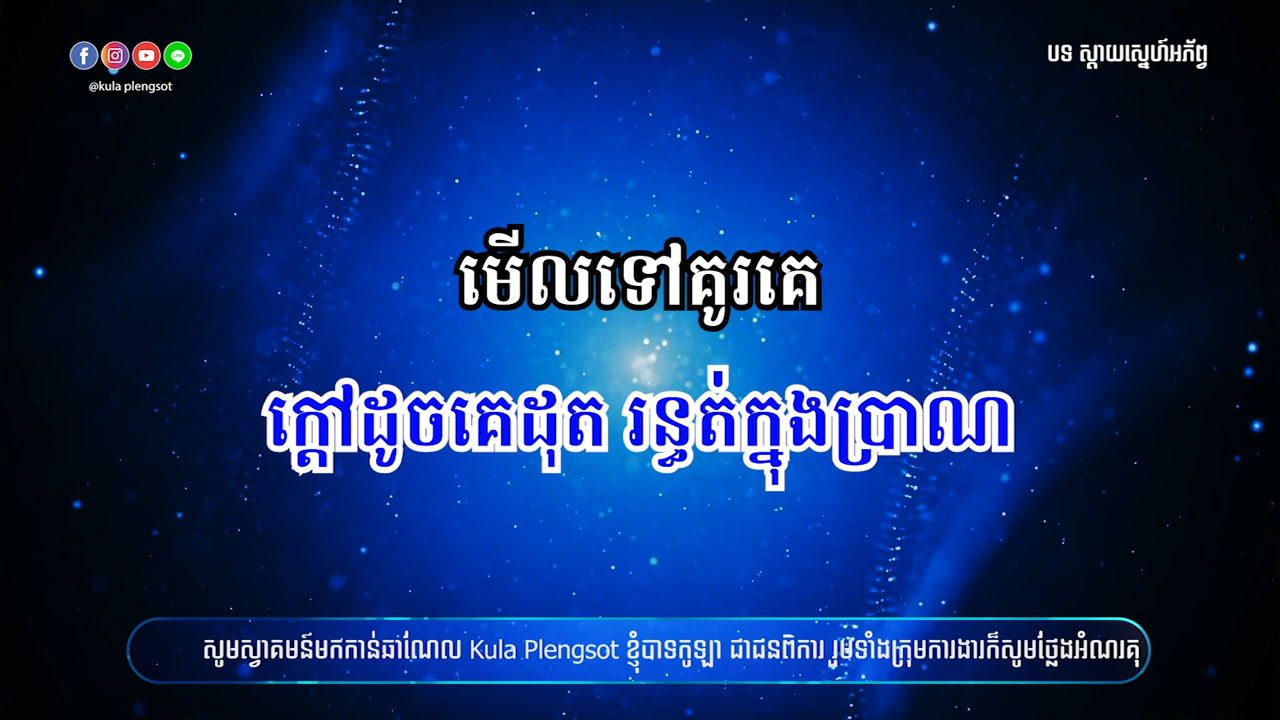 @kula plengsot
បទ ស្ដាយស្នេហ៍អភ័ព្វ
មើលទៅគូរគេ
ក្ដៅដូចគេដុត រន្ធត់ក្នុងប្រាណ
សូមស្វាគមន៍មកកាន់ឆាណែល Kula Plengsot ខ្ញុំបាទកូឡា ជាជនពិការ រួមទាំងក្រុមការងារក៏សូមថ្លែងអំណរគុ